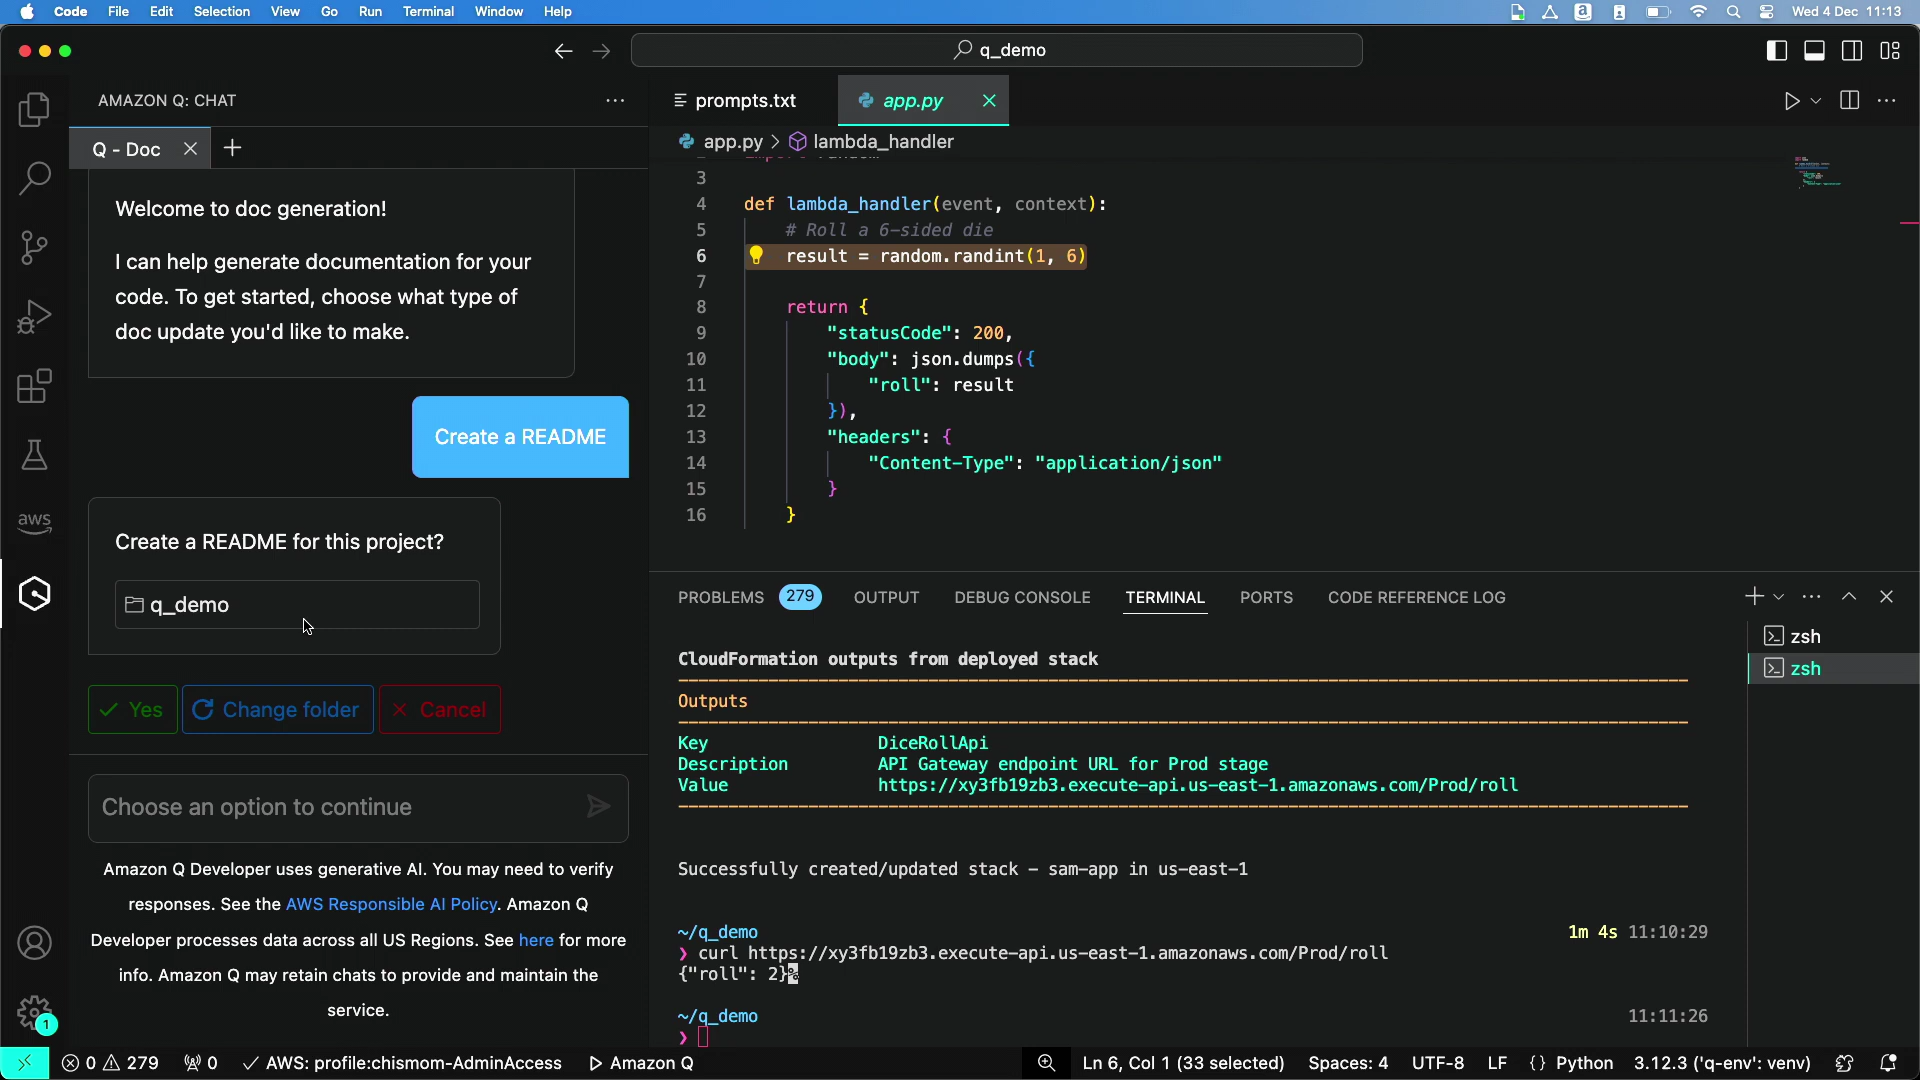 Code File Edit Selection View Go Run Terminal Window Help
Wed 4 Dec 11:13
q_demo
AMAZON Q: CHAT
Q - Doc
Welcome to doc generation!
I can help generate documentation for your
code. To get started, choose what type of
doc update you'd like to make.
Create a README
Create a README for this project?
q_demo
Yes
Change folder
Cancel
Choose an option to continue
Amazon Q Developer uses generative AI. You may need to verify
responses. See the AWS Responsible AI Policy. Amazon Q
Developer processes data across all US Regions. See here for more
info. Amazon Q may retain chats to provide and maintain the
service.
aws
1
prompts.txt
app.py
app.py > lambda_handler
3
4 def lambda_handler(event, context):
5 # Roll a 6-sided die
6 result = random.randint(1, 6)
7
8 return {
9 "statusCode": 200,
10 "body": json.dumps({
11 "roll": result
12 }),
13 "headers": {
14 "Content-Type": "application/json"
15 }
16 }
PROBLEMS 279 OUTPUT DEBUG CONSOLE TERMINAL PORTS CODE REFERENCE LOG
zsh
zsh
CloudFormation outputs from deployed stack
Outputs
Key DiceRollApi
Description API Gateway endpoint URL for Prod stage
Value https://xy3fb19zb3.execute-api.us-east-1.amazonaws.com/Prod/roll
Successfully created/updated stack - sam-app in us-east-1
~/q_demo 1m 4s 11:10:29
❯ curl https://xy3fb19zb3.execute-api.us-east-1.amazonaws.com/Prod/roll
{"roll": 2}%
~/q_demo 11:11:26
❯
0 279 0 AWS: profile:chismom-AdminAccess Amazon Q
Ln 6, Col 1 (33 selected) Spaces: 4 UTF-8 LF {} Python 3.12.3 ('q-env': venv)